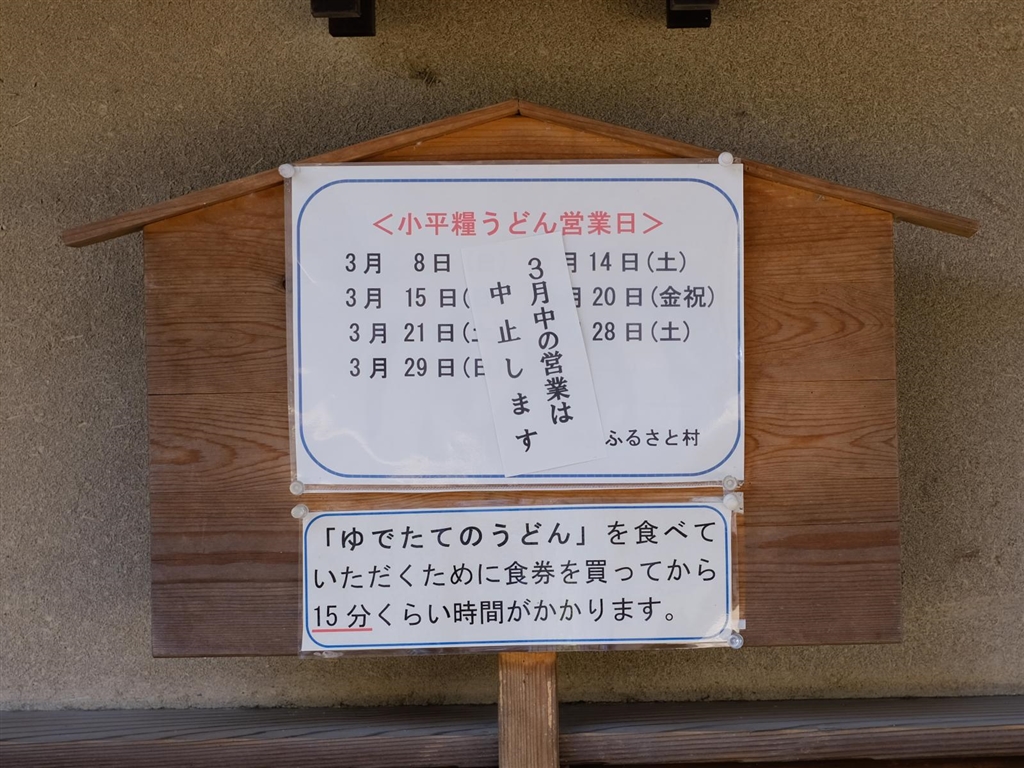 ＜小平糧うどん営業日＞
3月 8日 月14日(土)
3月 15日( 月20日(金祝)
3月 21日(土 28日(土)
3月 29日(日
3月中の営業は
中止します
ふるさと村
「ゆでたてのうどん」を食べて
いただくために食券を買ってから
15分くらい時間がかかります。